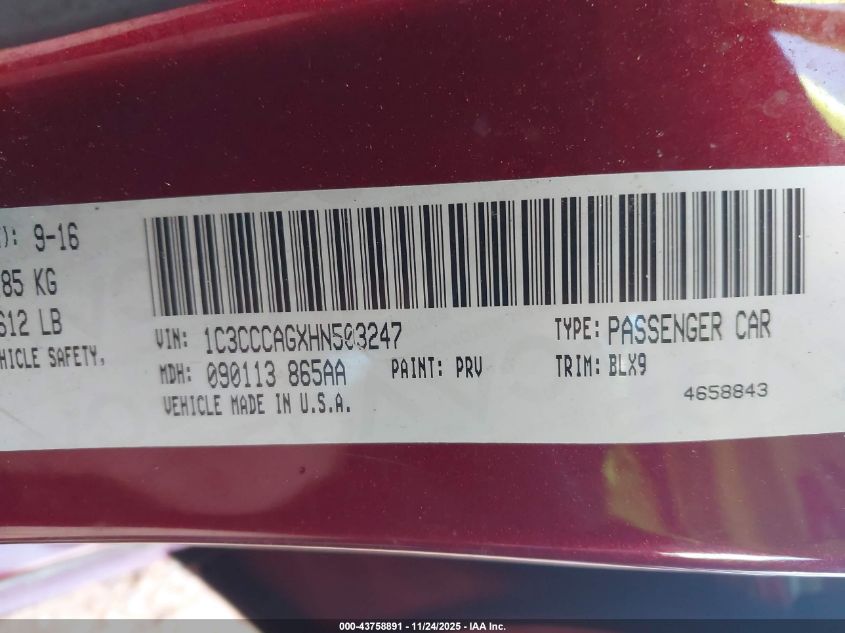 ): 9-16
85 KG
612 LB
HICLE SAFETY,
VIN: 1C3CCCAGXHN503247
TYPE: PASSENGER CAR
MDH: 090113 865AA
PAINT: PRV
TRIM: BLX9
VEHICLE MADE IN U.S.A.
4658843
000-43758891 - 11/24/2025 - IAA Inc.